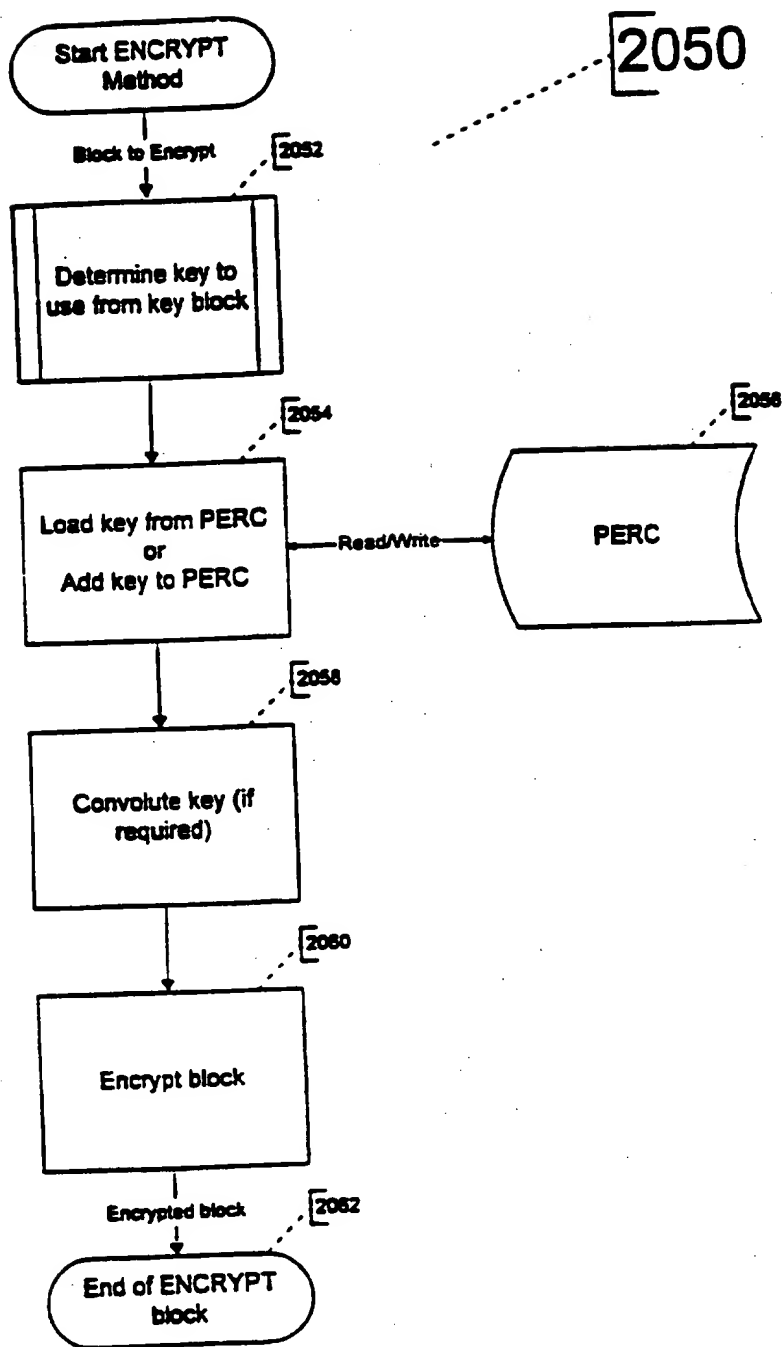 2050
Start ENCRYPT
Method
Block to Encrypt
2052
Determine key to
use from key block
2054
2056
Load key from PERC
or
Add key to PERC
Read/Write
PERC
2058
Convolute key (if
required)
2060
Encrypt block
Encrypted block
2062
End of ENCRYPT
block